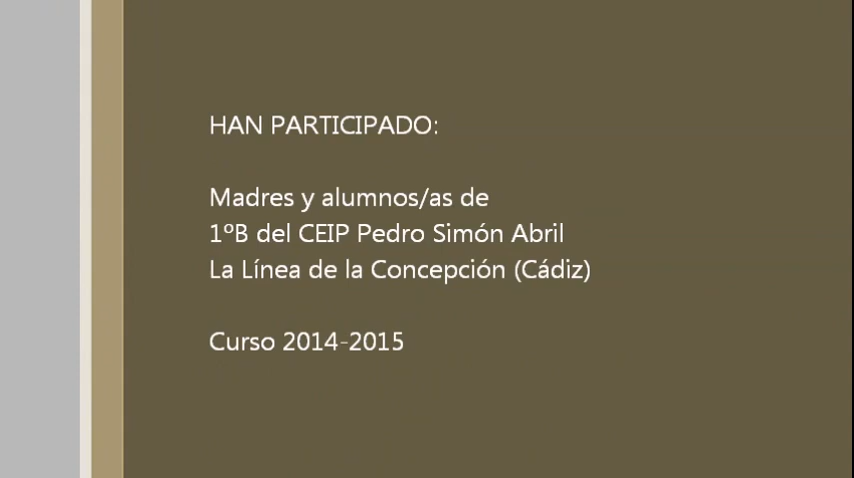 HAN PARTICIPADO:
Madres y alumnos/as de
1ºB del CEIP Pedro Simón Abril
La Línea de la Concepción (Cádiz)
Curso 2014-2015